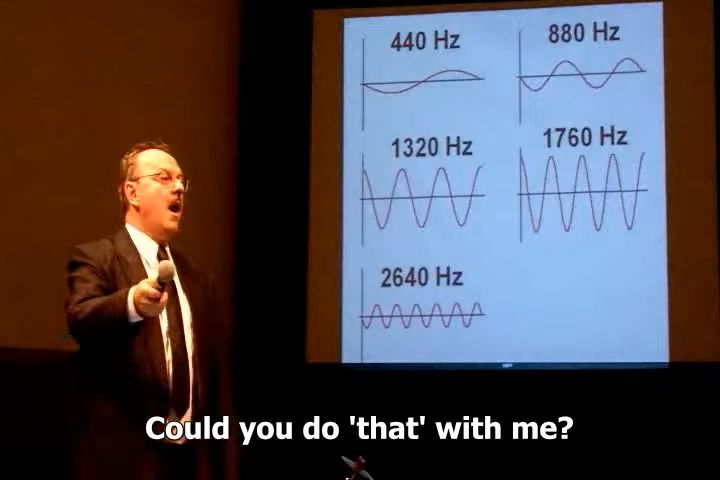 440 Hz
880 Hz
1320 Hz
1760 Hz
2640 Hz
Could you do 'that' with me?